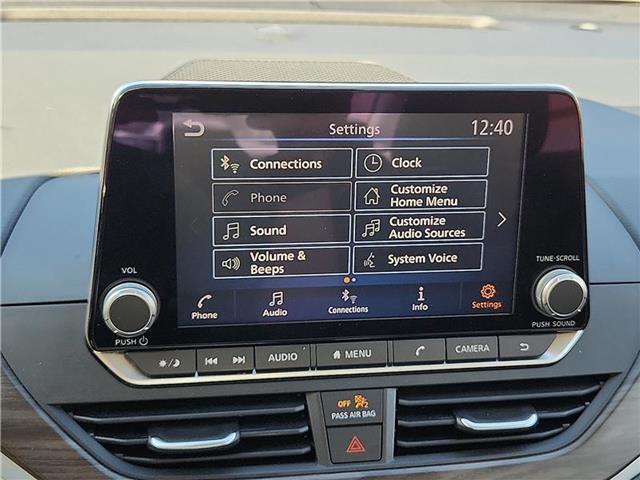 Settings
12:40
Connections
Clock
Phone
Customize
Home Menu
Sound
Customize
Audio Sources
Volume &
Beeps
System Voice
Phone
Audio
Connections
Info
Settings
VOL
PUSH
TUNE·SCROLL
PUSH SOUND
AUDIO
MENU
CAMERA
OFF 2
PASS AIR BAG